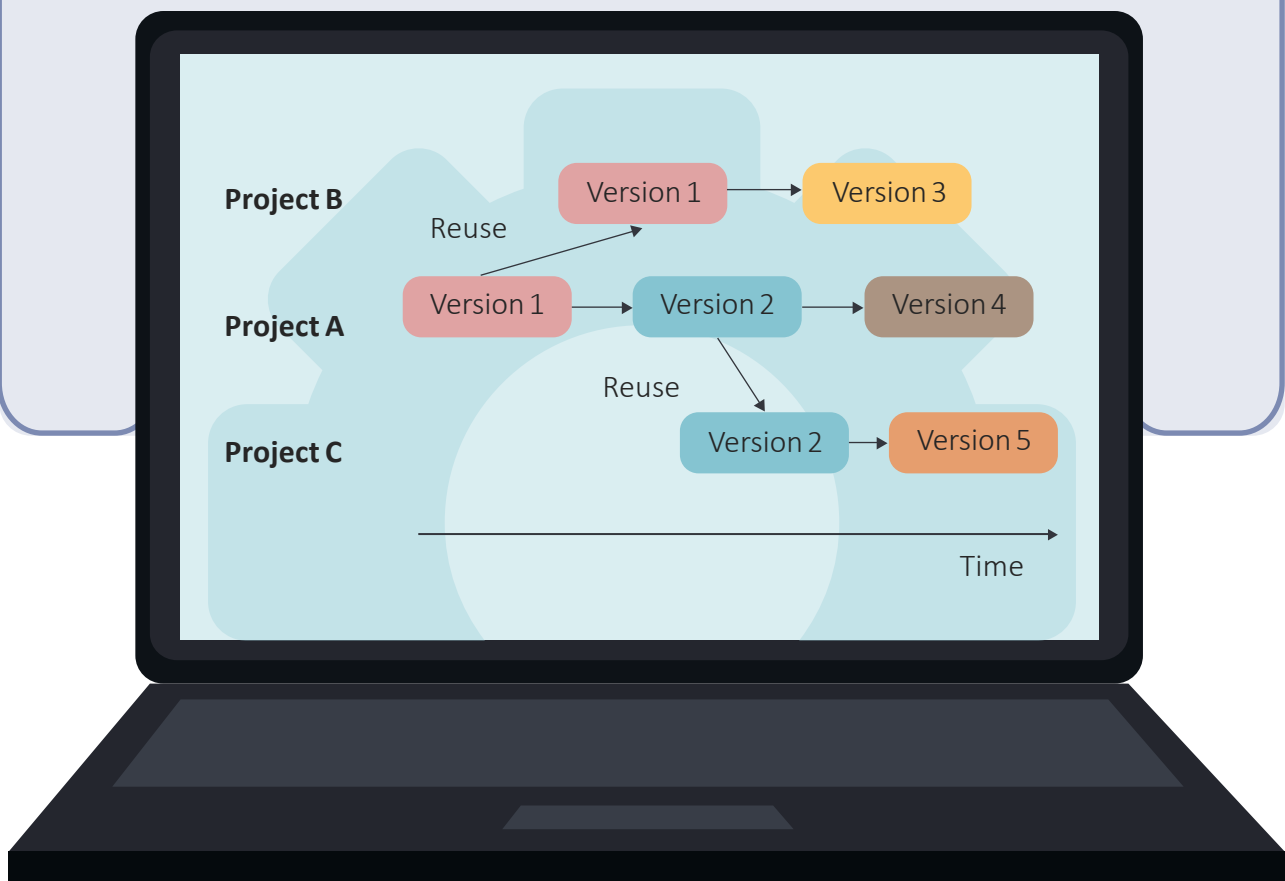 Project B
Version 1
Version 3
Reuse
Project A
Version 1
Version 2
Version 4
Reuse
Project C
Version 2
Version 5
Time